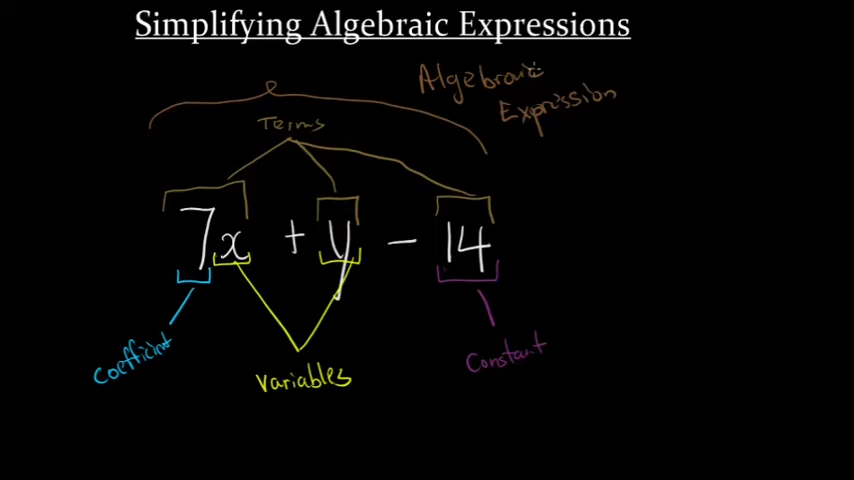 Simplifying Algebraic Expressions
Algebraic
Expression
Terms
7x + y - 14
coefficient
variables
Constant